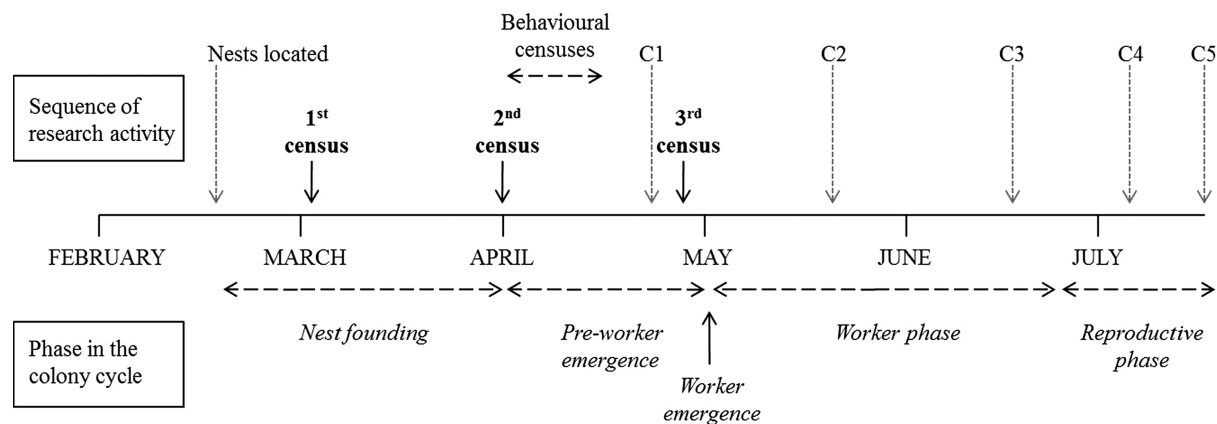 Behavioural
censuses
Nests located
C1
C2
C3
C4
C5
Sequence of
research activity
1st
census
2nd
census
3rd
census
FEBRUARY
MARCH
APRIL
MAY
JUNE
JULY
Phase in the
colony cycle
Nest founding
Pre-worker
emergence
Worker
emergence
Worker phase
Reproductive
phase